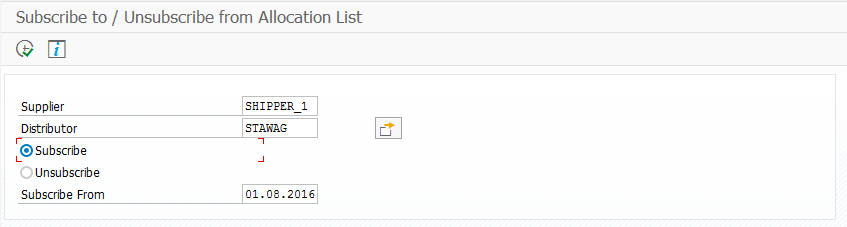 Subscribe to / Unsubscribe from Allocation List
Supplier SHIPPER_1
Distributor STAWAG
Subscribe
Unsubscribe
Subscribe From 01.08.2016